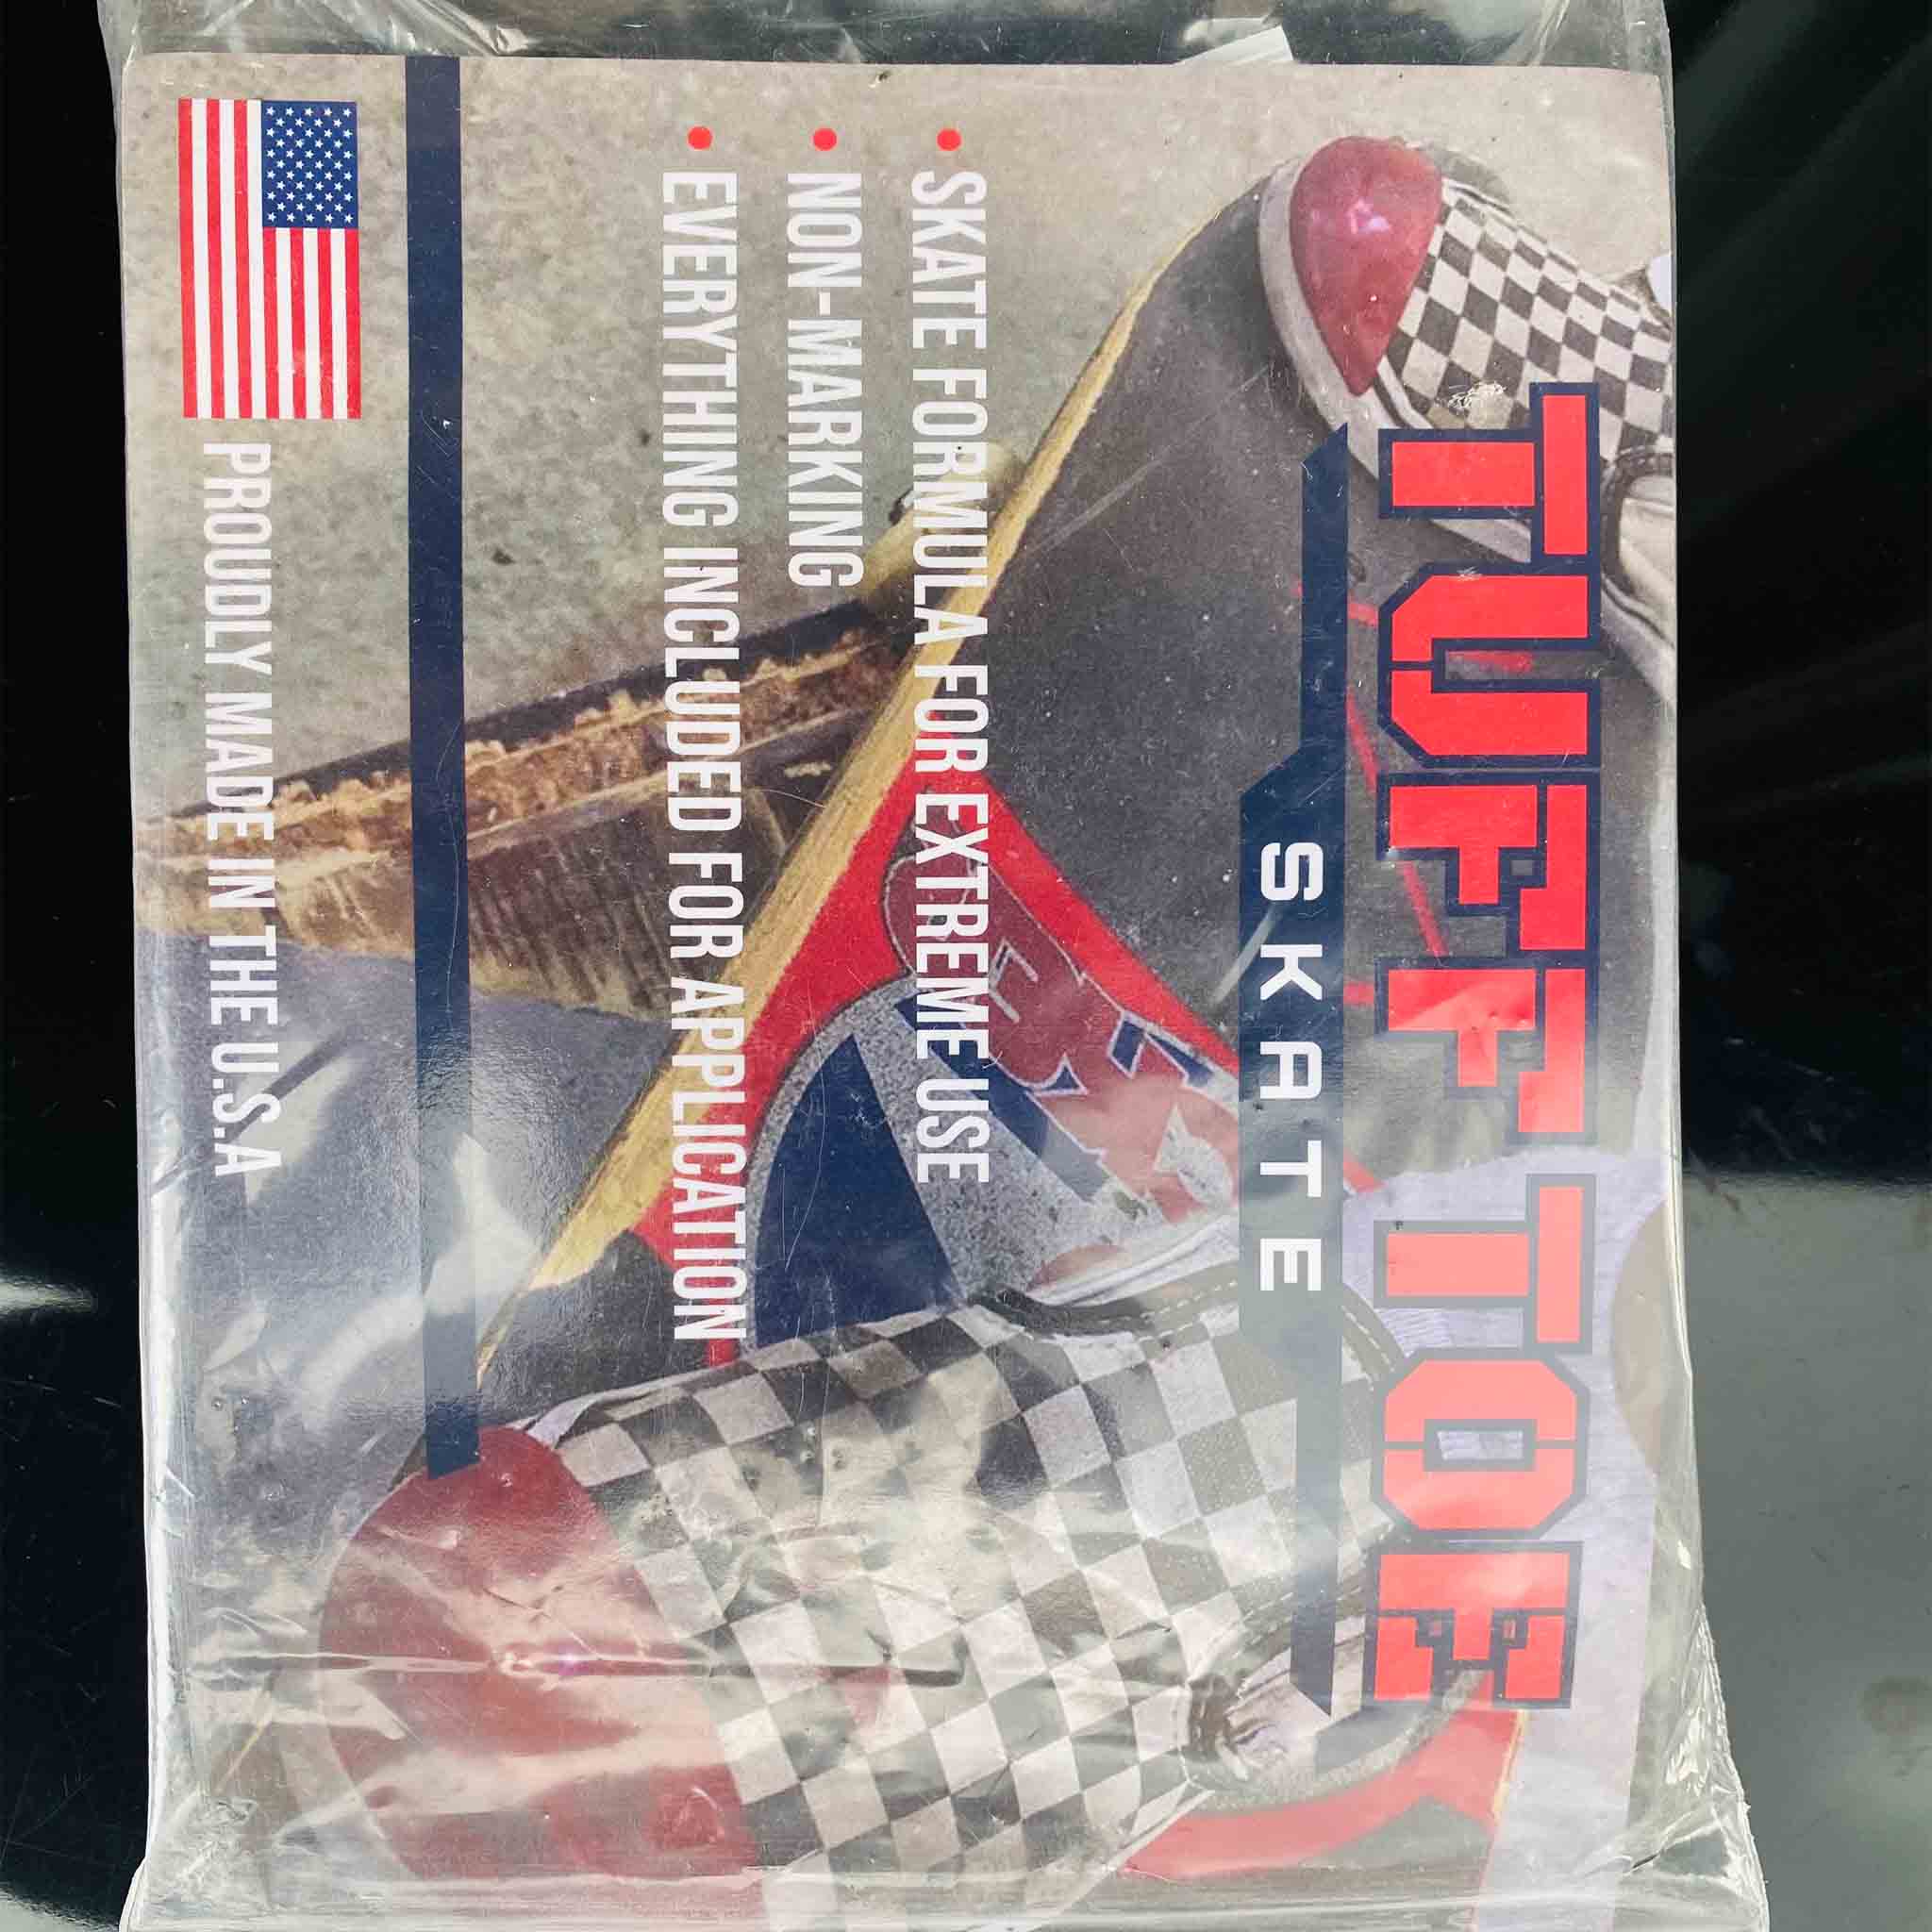 TUFF TOE
SKATE
SKATE FORMULA FOR EXTREME USE
NON-MARKING
EVERYTHING INCLUDED FOR APPLICATION
PROUDLY MADE IN THE U.S.A